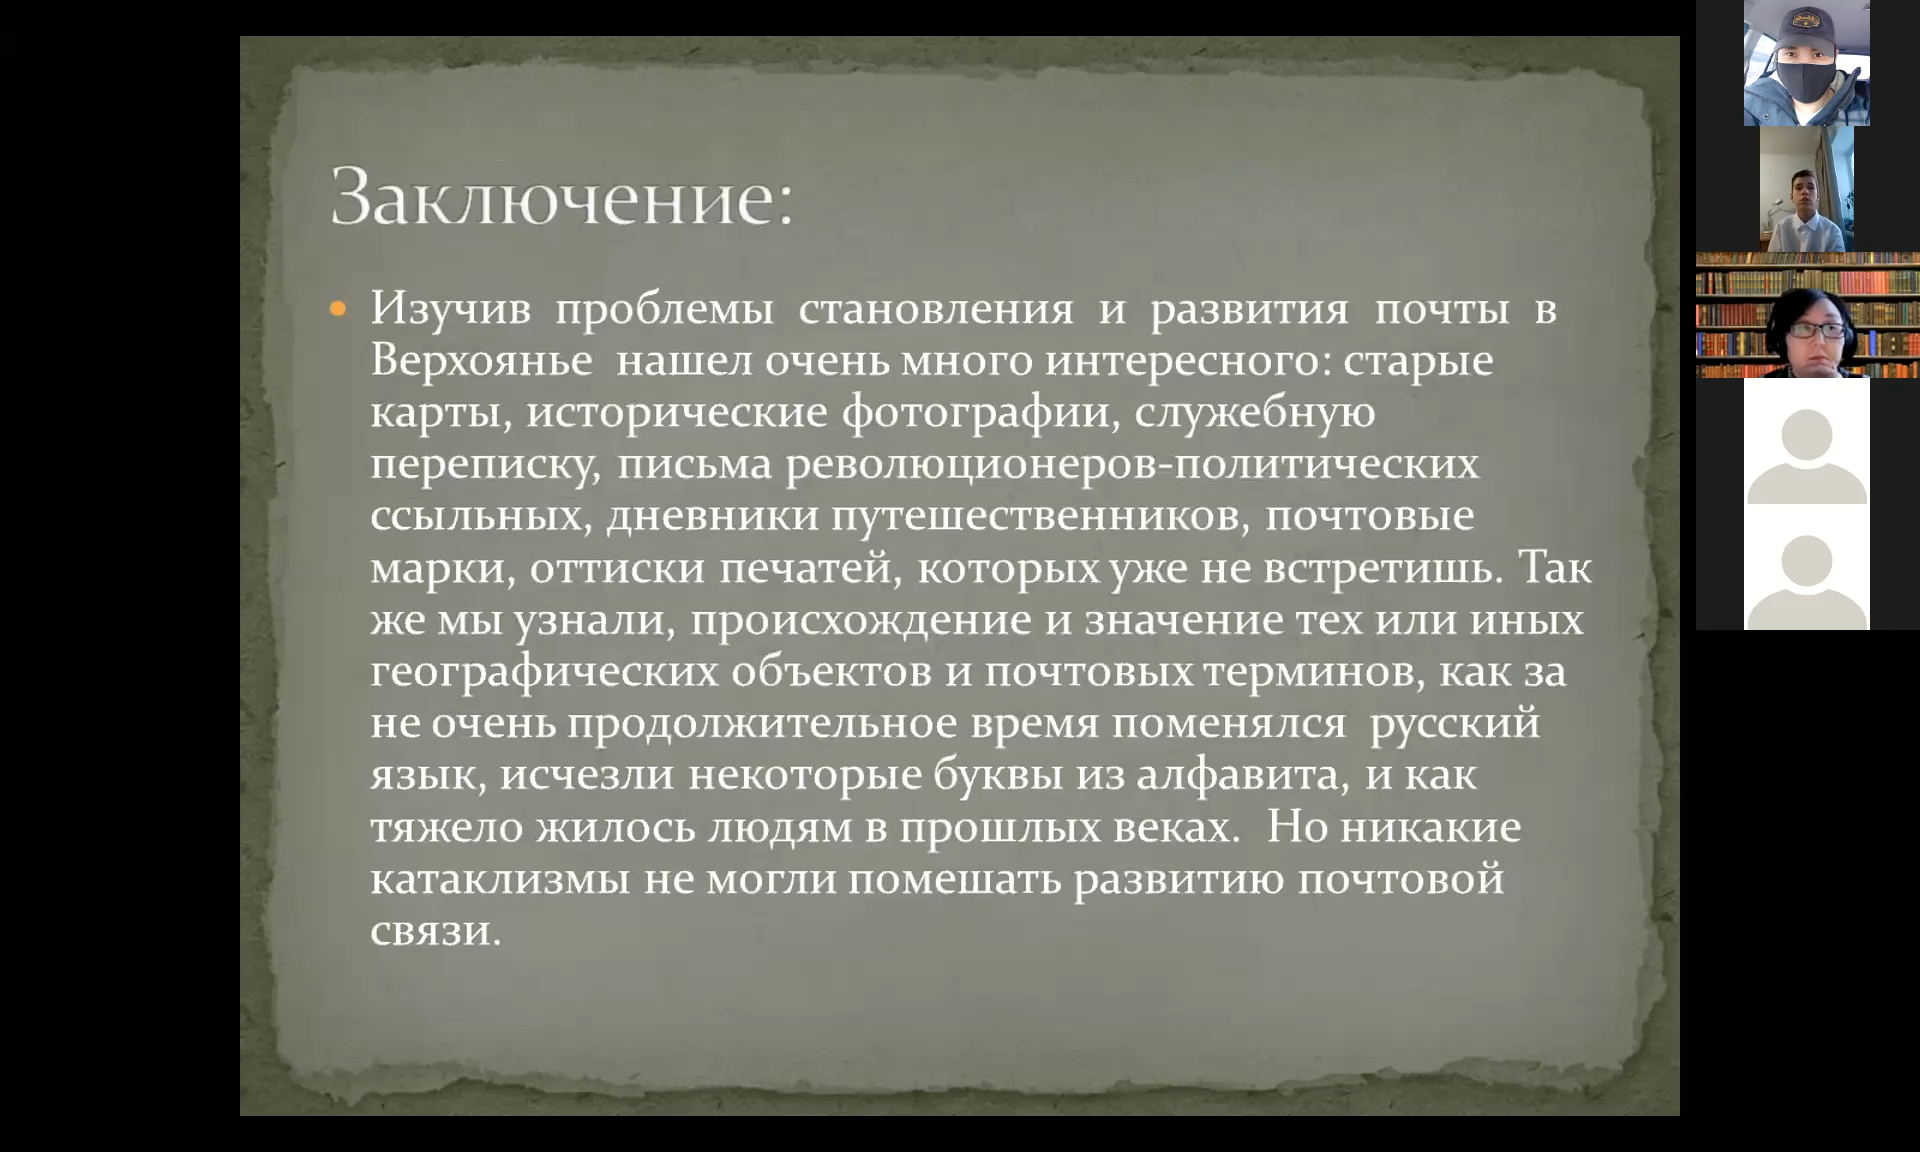 Заключение:
Изучив проблемы становления и развития почты в
Верхоянье нашел очень много интересного: старые
карты, исторические фотографии, служебную
переписку, письма революционеров-политических
ссыльных, дневники путешественников, почтовые
марки, оттиски печатей, которых уже не встретишь. Так
же мы узнали, происхождение и значение тех или иных
географических объектов и почтовых терминов, как за
не очень продолжительное время поменялся русский
язык, исчезли некоторые буквы из алфавита, и как
тяжело жилось людям в прошлых веках. Но никакие
катаклизмы не могли помешать развитию почтовой
связи.